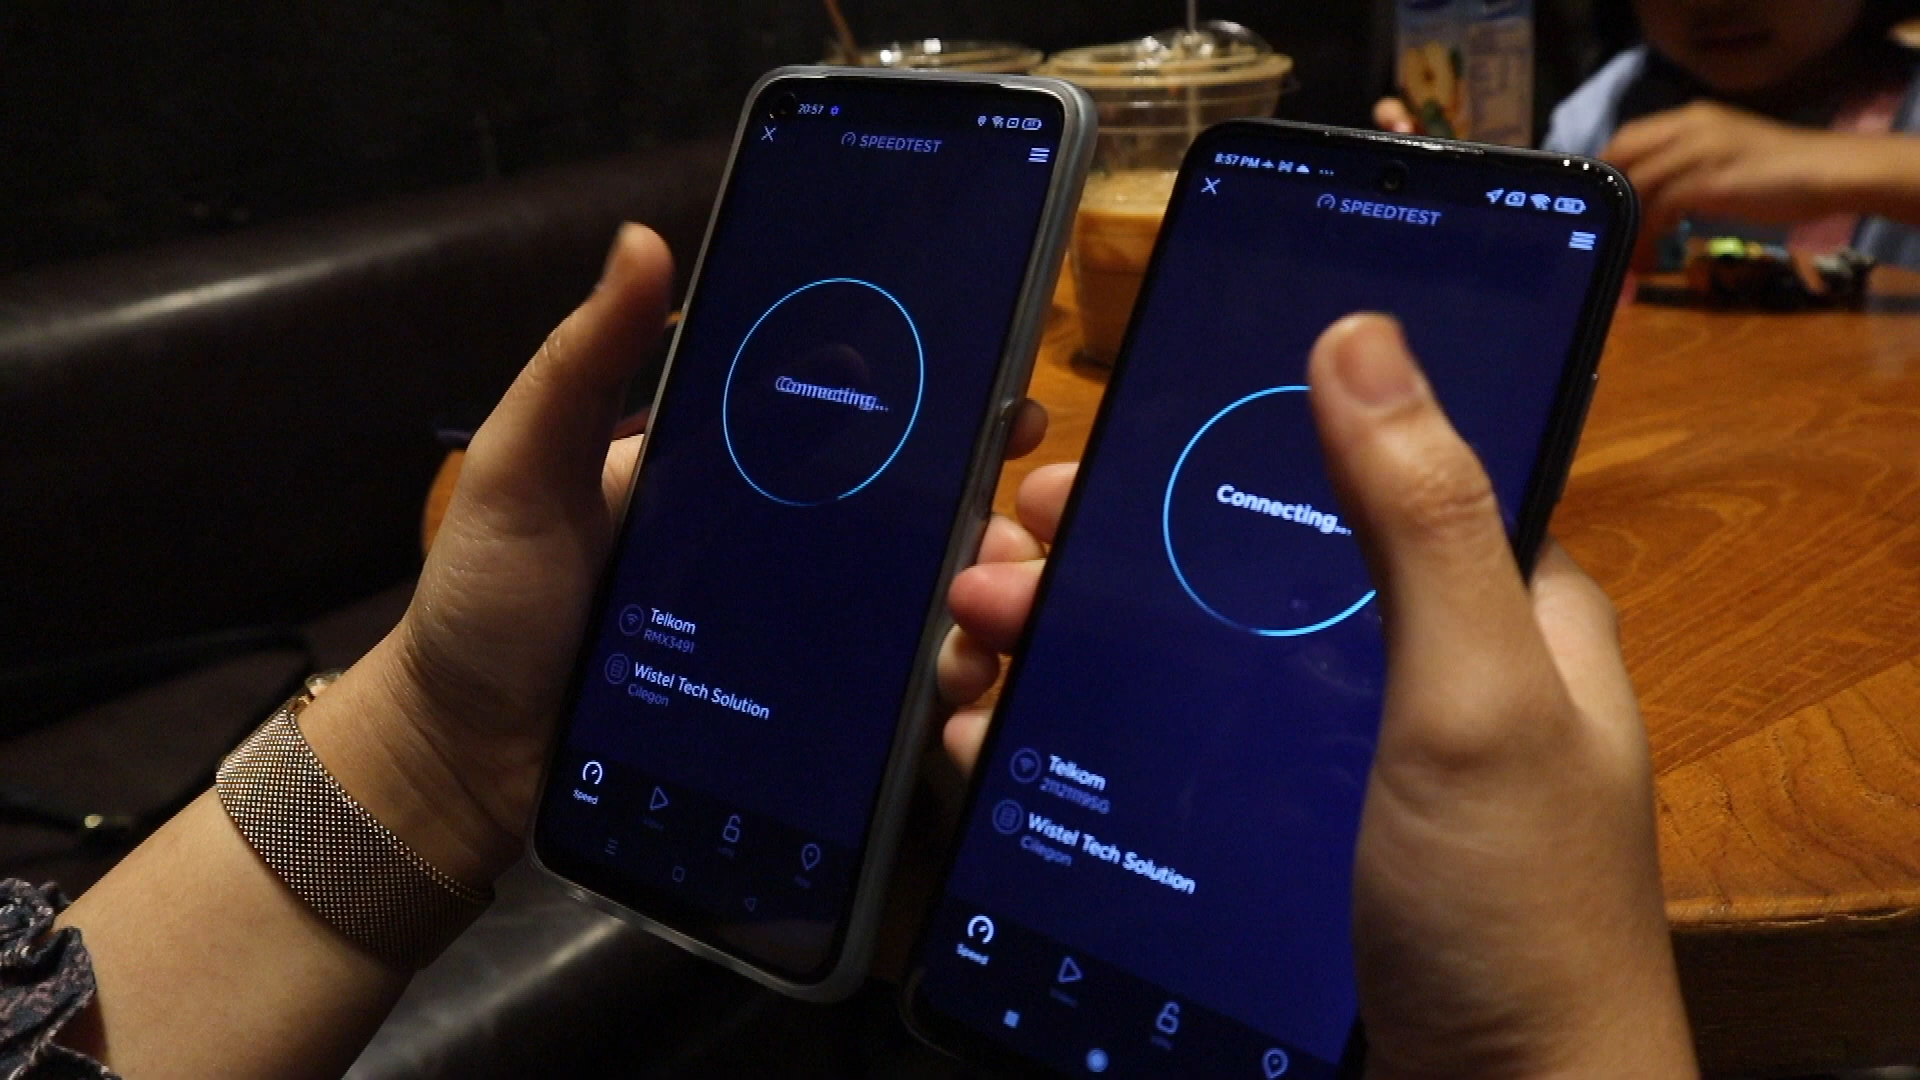 20:57
SPEEDTEST
Connecting...
Telkom
RMX3491
Wistel Tech Solution
Cilegon
Speed
8:57 PM
SPEEDTEST
Connecting...
Telkom
21121119SG
Wistel Tech Solution
Cilegon
Speed